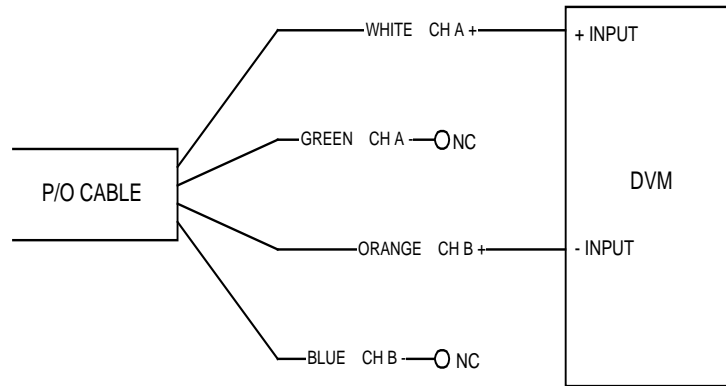 WHITE CH A + + INPUT
GREEN CH A - NC
P/O CABLE DVM
ORANGE CH B + - INPUT
BLUE CH B - NC